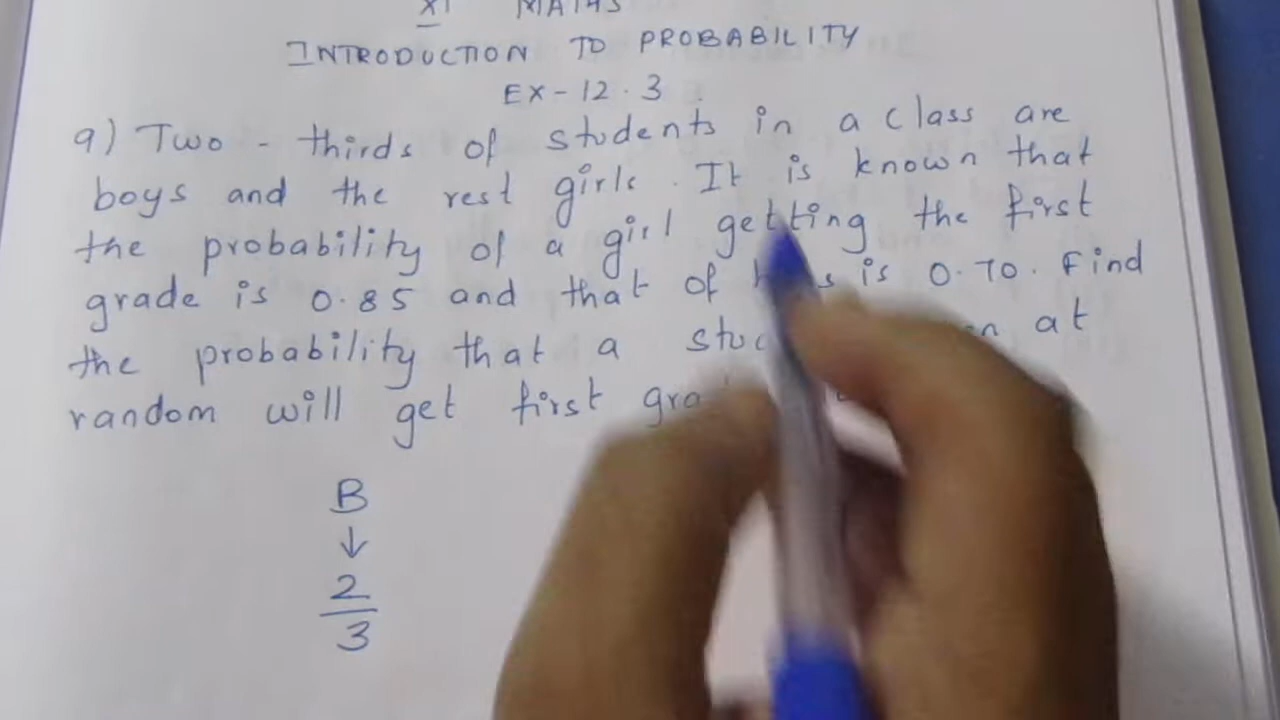 XI MATHS
INTRODUCTION TO PROBABILITY
EX-12.3
9) Two-thirds of students in a class are
boys and the rest girls. It is known that
the probability of a girl getting the first
grade is 0.85 and that of is 0.70. Find
the probability that a at
random will get first
B
↓
2
3